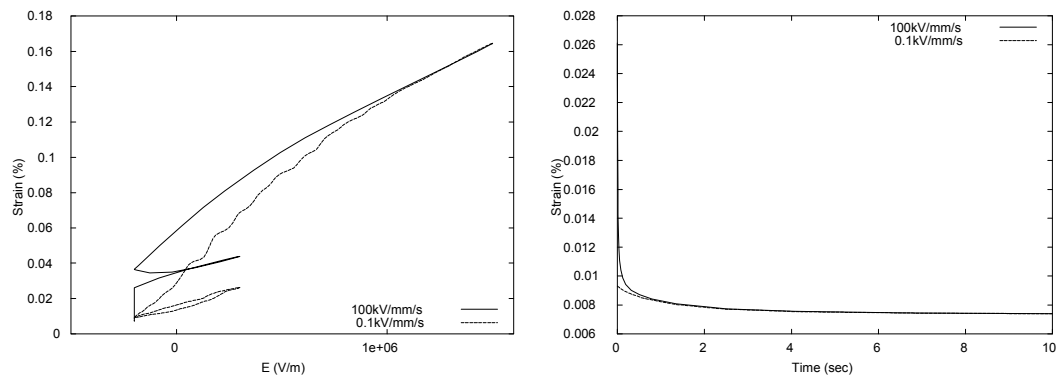 0.18
0.16
0.14
0.12
0.1
0.08
0.06
0.04
0.02
0
Strain (%)
100kV/mm/s
0.1kV/mm/s
0 1e+06
E (V/m)
0.028
0.026
0.024
0.022
0.02
0.018
0.016
0.014
0.012
0.01
0.008
0.006
Strain (%)
100kV/mm/s
0.1kV/mm/s
0 2 4 6 8 10
Time (sec)